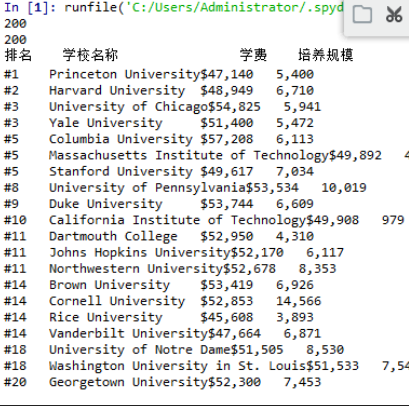 In [1]: runfile('C:/Users/Administrator/.spyd
200
200
排名 学校名称 学费 培养规模
#1 Princeton University$47,140 5,400
#2 Harvard University $48,949 6,710
#3 University of Chicago$54,825 5,941
#3 Yale University $51,400 5,472
#5 Columbia University $57,208 6,113
#5 Massachusetts Institute of Technology$49,892 4
#5 Stanford University $49,617 7,034
#8 University of Pennsylvania$53,534 10,019
#9 Duke University $53,744 6,609
#10 California Institute of Technology$49,908 979
#11 Dartmouth College $52,950 4,310
#11 Johns Hopkins University$52,170 6,117
#11 Northwestern University$52,678 8,353
#14 Brown University $53,419 6,926
#14 Cornell University $52,853 14,566
#14 Rice University $45,608 3,893
#14 Vanderbilt University$47,664 6,871
#18 University of Notre Dame$51,505 8,530
#18 Washington University in St. Louis$51,533 7,54
#20 Georgetown University$52,300 7,453